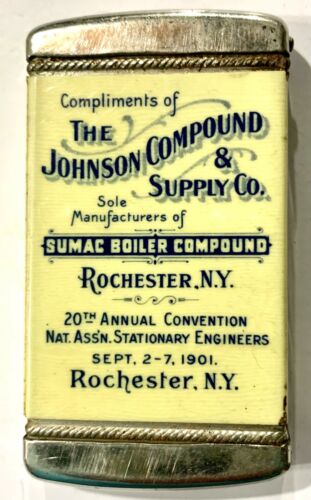 Compliments of
THE
JOHNSON COMPOUND
& SUPPLY CO.
Sole
Manufacturers of
SUMAC BOILER COMPOUND
ROCHESTER, N.Y.
20TH ANNUAL CONVENTION
NAT. ASS'N. STATIONARY ENGINEERS
SEPT. 2-7, 1901.
Rochester, N.Y.